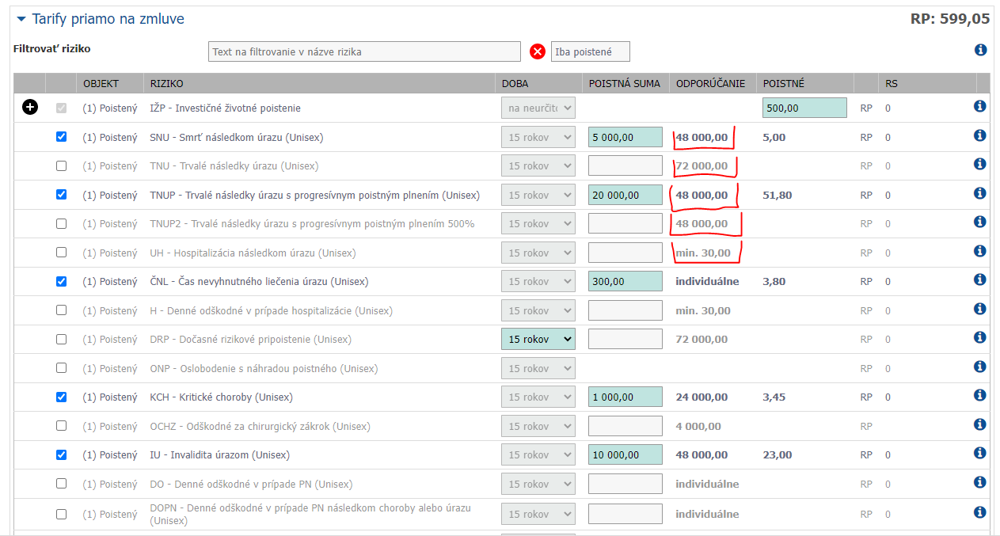 Tarify priamo na zmluve RP: 599,05
Filtrovať riziko Text na filtrovanie v názve rizika Iba poistené
OBJEKT RIZIKO DOBA POISTNÁ SUMA ODPORÚČANIE POISTNÉ RS
(1) Poistený IŽP - Investičné životné poistenie na neurčito 500,00 RP 0
(1) Poistený SNU - Smrť následkom úrazu (Unisex) 15 rokov 5 000,00 48 000,00 5,00 RP 0
(1) Poistený TNU - Trvalé následky úrazu (Unisex) 15 rokov 72 000,00 RP 0
(1) Poistený TNUP - Trvalé následky úrazu s progresívnym poistným plnením (Unisex) 15 rokov 20 000,00 48 000,00 51,80 RP 0
(1) Poistený TNUP2 - Trvalé následky úrazu s progresívnym poistným plnením 500% 15 rokov 48 000,00 RP 0
(1) Poistený UH - Hospitalizácia následkom úrazu (Unisex) 15 rokov min. 30,00 RP 0
(1) Poistený ČNL - Čas nevyhnutného liečenia úrazu (Unisex) 15 rokov 300,00 individuálne 3,80 RP 0
(1) Poistený H - Denné odškodné v prípade hospitalizácie (Unisex) 15 rokov min. 30,00 RP 0
(1) Poistený DRP - Dočasné rizikové pripoistenie (Unisex) 15 rokov 72 000,00 RP 0
(1) Poistený ONP - Oslobodenie s náhradou poistného (Unisex) 15 rokov RP 0
(1) Poistený KCH - Kritické choroby (Unisex) 15 rokov 1 000,00 24 000,00 3,45 RP 0
(1) Poistený OCHZ - Odškodné za chirurgický zákrok (Unisex) 15 rokov 4 000,00 RP
(1) Poistený IU - Invalidita úrazom (Unisex) 15 rokov 10 000,00 48 000,00 23,00 RP 0
(1) Poistený DO - Denné odškodné v prípade PN (Unisex) 15 rokov individuálne RP 0
(1) Poistený DOPN - Denné odškodné v prípade PN následkom choroby alebo úrazu 15 rokov individuálne RP 0
(Unisex)